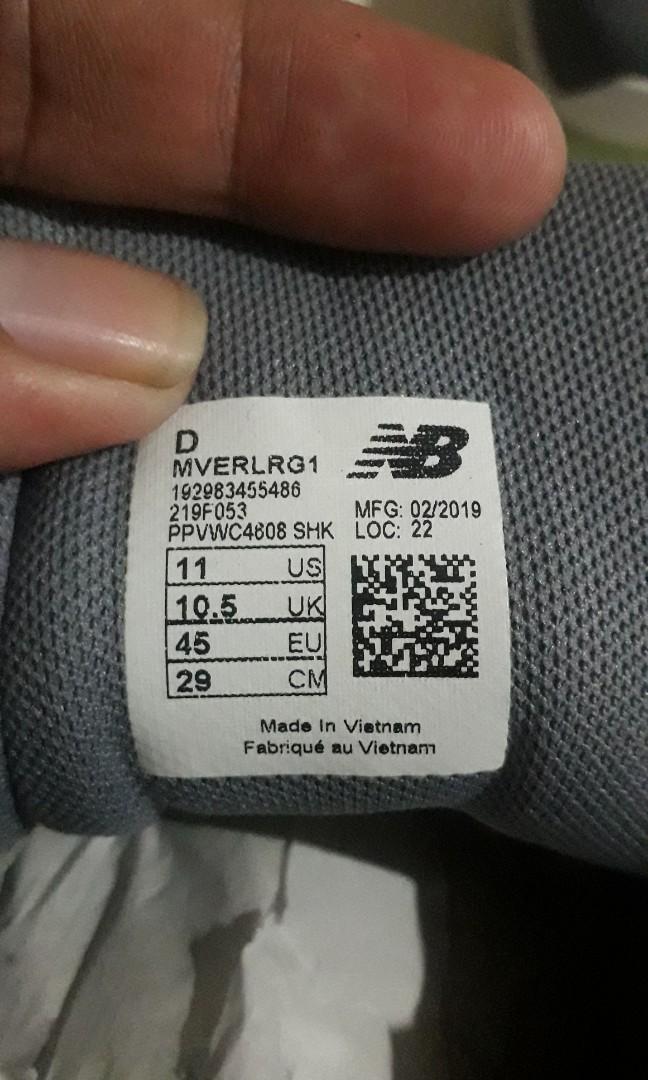 D
MVERLRG1
NB
192983455486
219F053
MFG: 02/2019
PPVWC4608 SHK
LOC: 22
11 US
10.5 UK
45 EU
29 CM
Made In Vietnam
Fabriqué au Vietnam